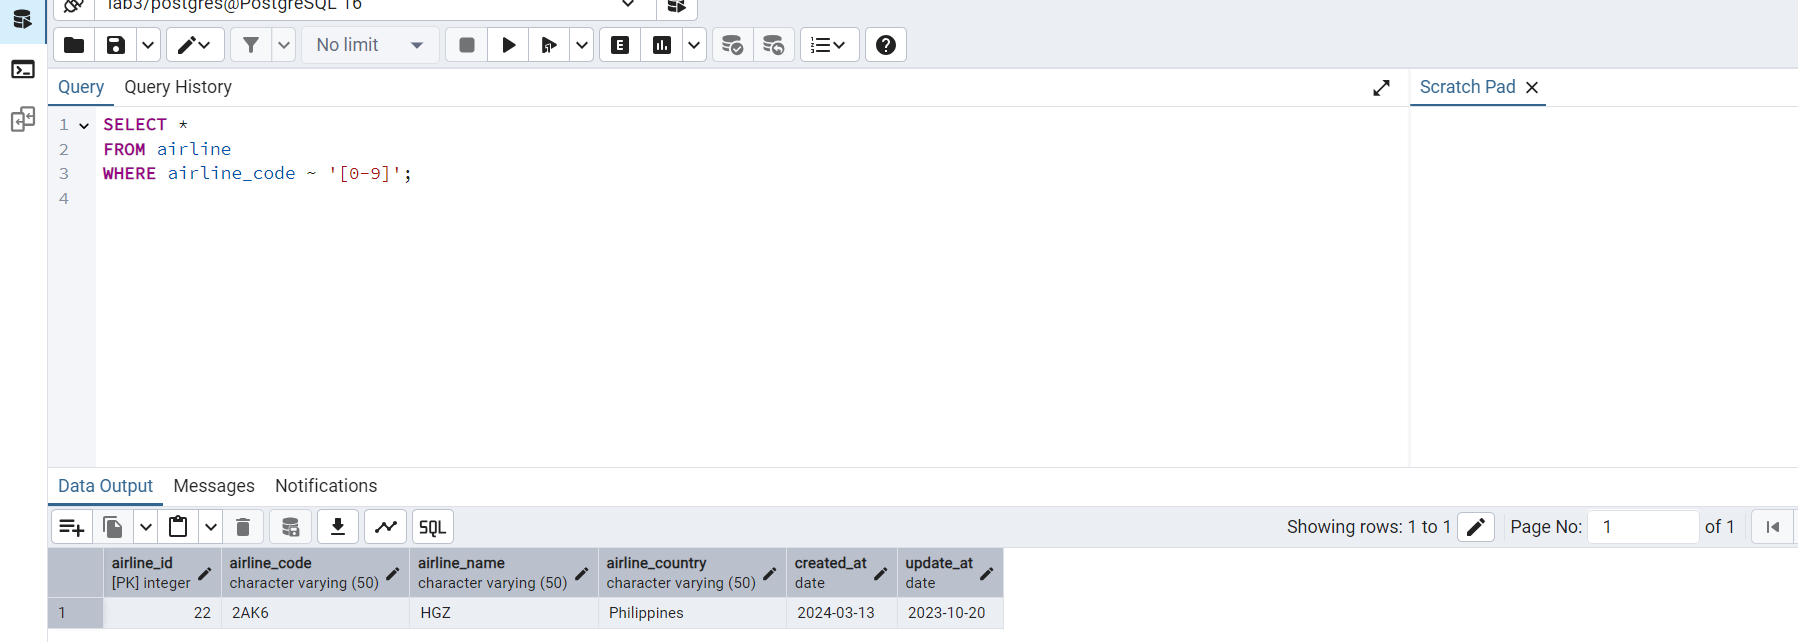 lab3/postgres@PostgreSQL 16
No limit
E
Query
Query History
Scratch Pad
1
SELECT *
2
FROM airline
3
WHERE airline_code ~ '[0-9]';
4
Data Output
Messages
Notifications
SQL
Showing rows: 1 to 1
Page No:
1
of 1
airline_id
[PK] integer
airline_code
character varying (50)
airline_name
character varying (50)
airline_country
character varying (50)
created_at
date
update_at
date
1
22
2AK6
HGZ
Philippines
2024-03-13
2023-10-20